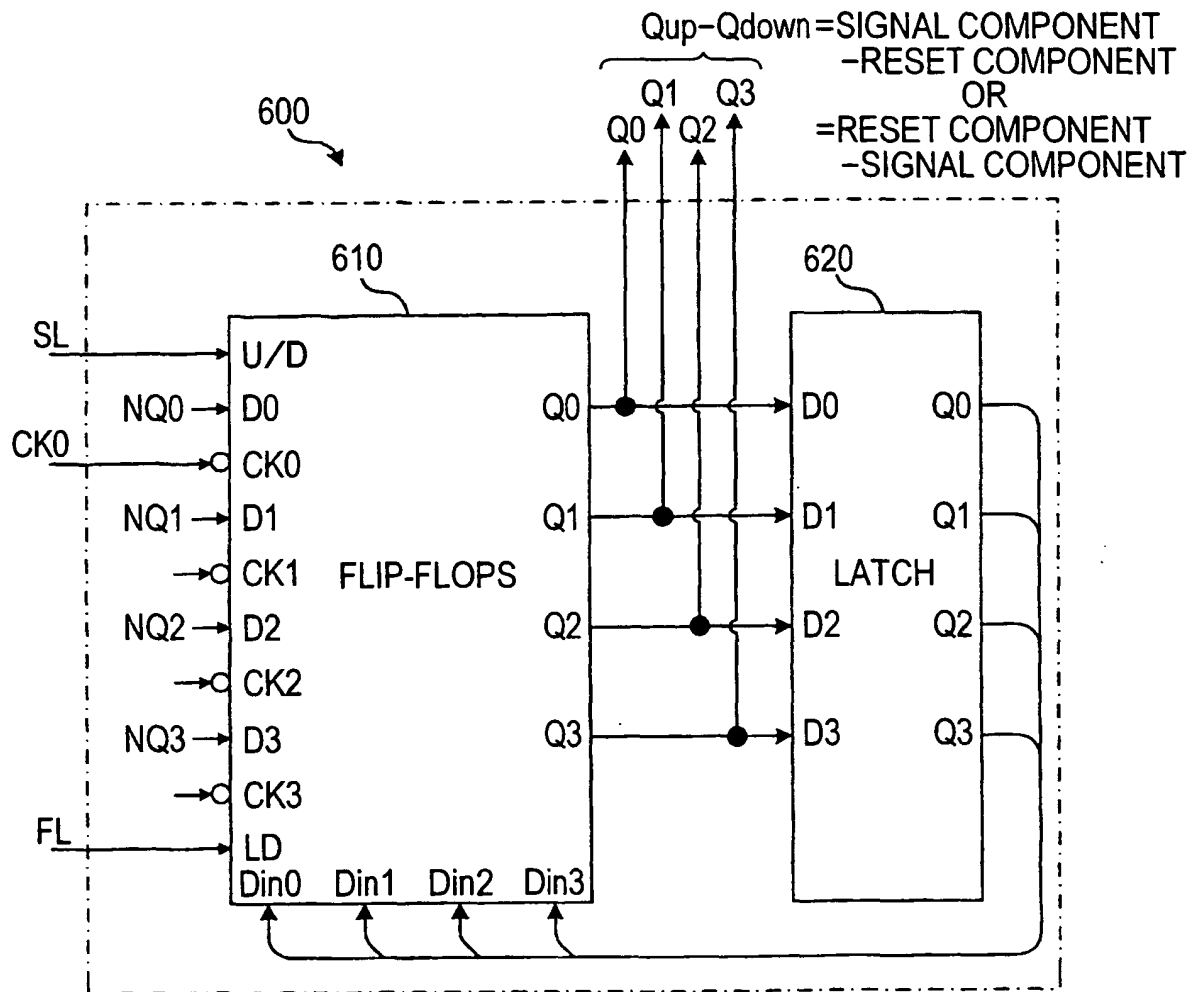 Qup-Qdown=SIGNAL COMPONENT
-RESET COMPONENT
OR
=RESET COMPONENT
-SIGNAL COMPONENT
Q1 Q3
Q0 Q2
600
610
620
SL
U/D
NQ0
D0
Q0
D0
Q0
CK0
CK0
NQ1
D1
Q1
D1
Q1
CK1
FLIP-FLOPS
LATCH
NQ2
D2
Q2
D2
Q2
CK2
NQ3
D3
Q3
D3
Q3
CK3
FL
LD
Din0 Din1 Din2 Din3